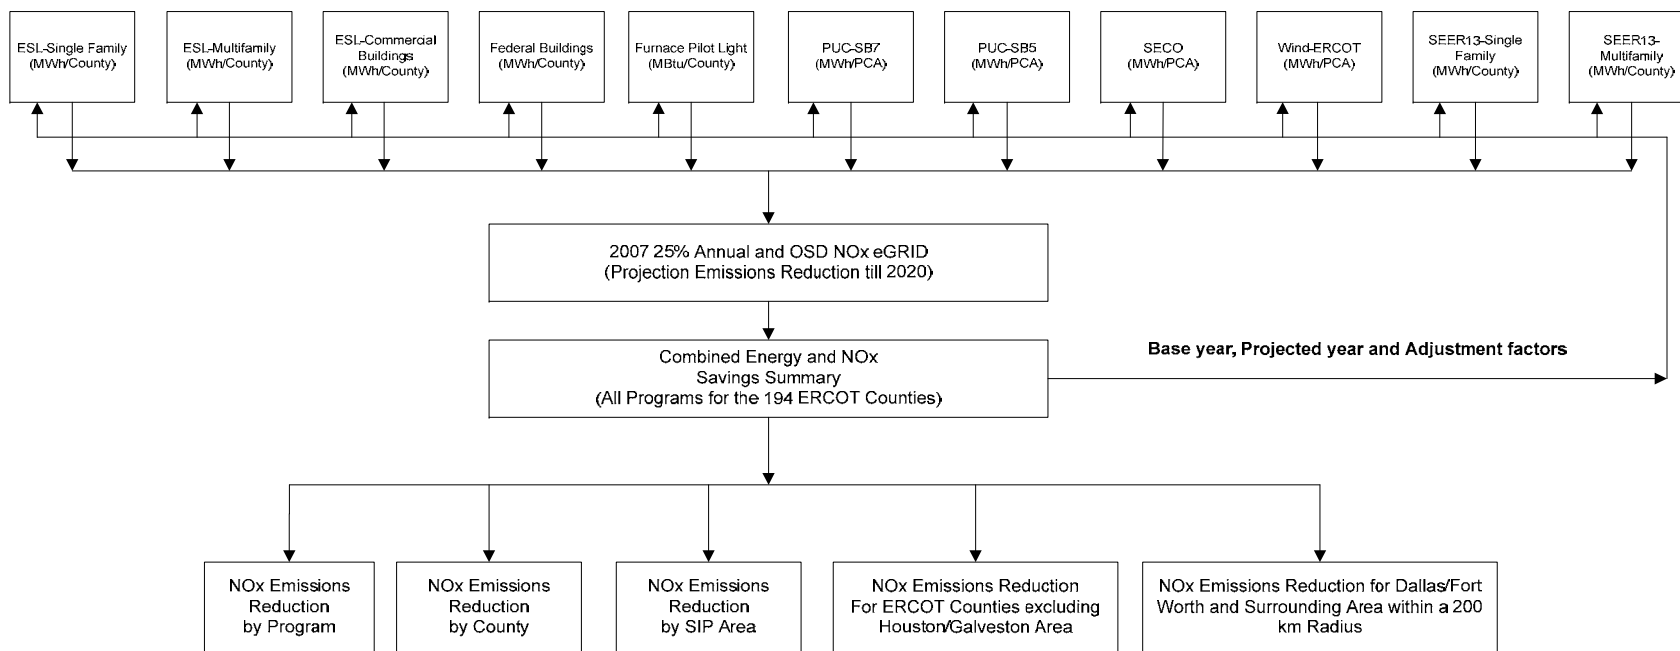 ESL-Single Family
(MWh/County)
ESL-Multifamily
(MWh/County)
ESL-Commercial
Buildings
(MWh/County)
Federal Buildings
(MWh/County)
Furnace Pilot Light
(MBtu/County)
PUC-SB7
(MWh/PCA)
PUC-SB5
(MWh/PCA)
SECO
(MWh/PCA)
Wind-ERCOT
(MWh/PCA)
SEER13-Single
Family
(MWh/County)
SEER13-
Multifamily
(MWh/County)
2007 25% Annual and OSD NOx eGRID
(Projection Emissions Reduction till 2020)
Combined Energy and NOx
Savings Summary
(All Programs for the 194 ERCOT Counties)
Base year, Projected year and Adjustment factors
NOx Emissions
Reduction
by Program
NOx Emissions
Reduction
by County
NOx Emissions
Reduction
by SIP Area
NOx Emissions Reduction
For ERCOT Counties excluding
Houston/Galveston Area
NOx Emissions Reduction for Dallas/Fort
Worth and Surrounding Area within a 200
km Radius